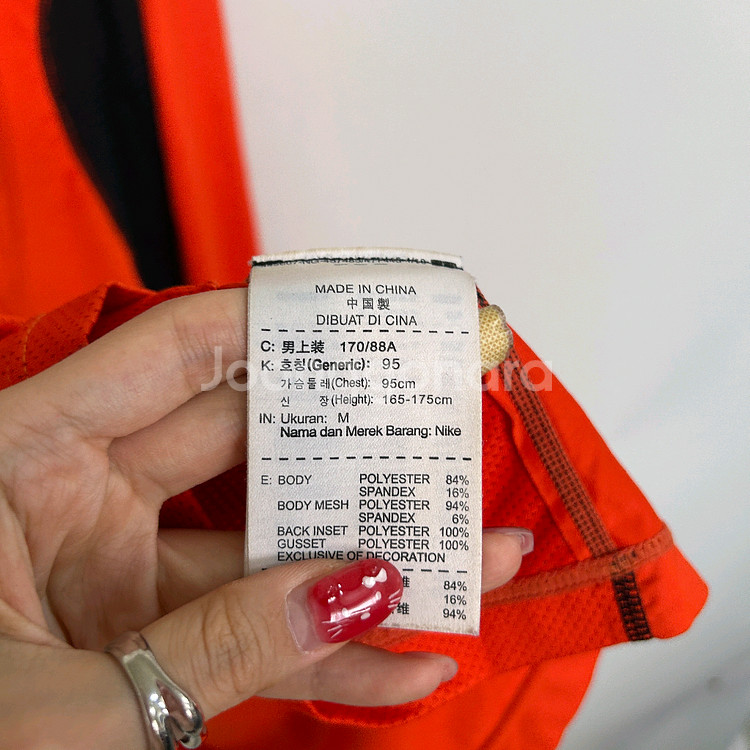 MADE IN CHINA
中国製
DIBUAT DI CINA
C: 男上装 170/88A
K: 호칭(Generic): 95
가슴둘레(Chest): 95cm
신 장(Height): 165-175cm
IN: Ukuran: M
Nama dan Merek Barang: Nike
E: BODY POLYESTER 84%
SPANDEX 16%
BODY MESH POLYESTER 94%
SPANDEX 6%
BACK INSET POLYESTER 100%
GUSSET POLYESTER 100%
EXCLUSIVE OF DECORATION
84%
16%
94%